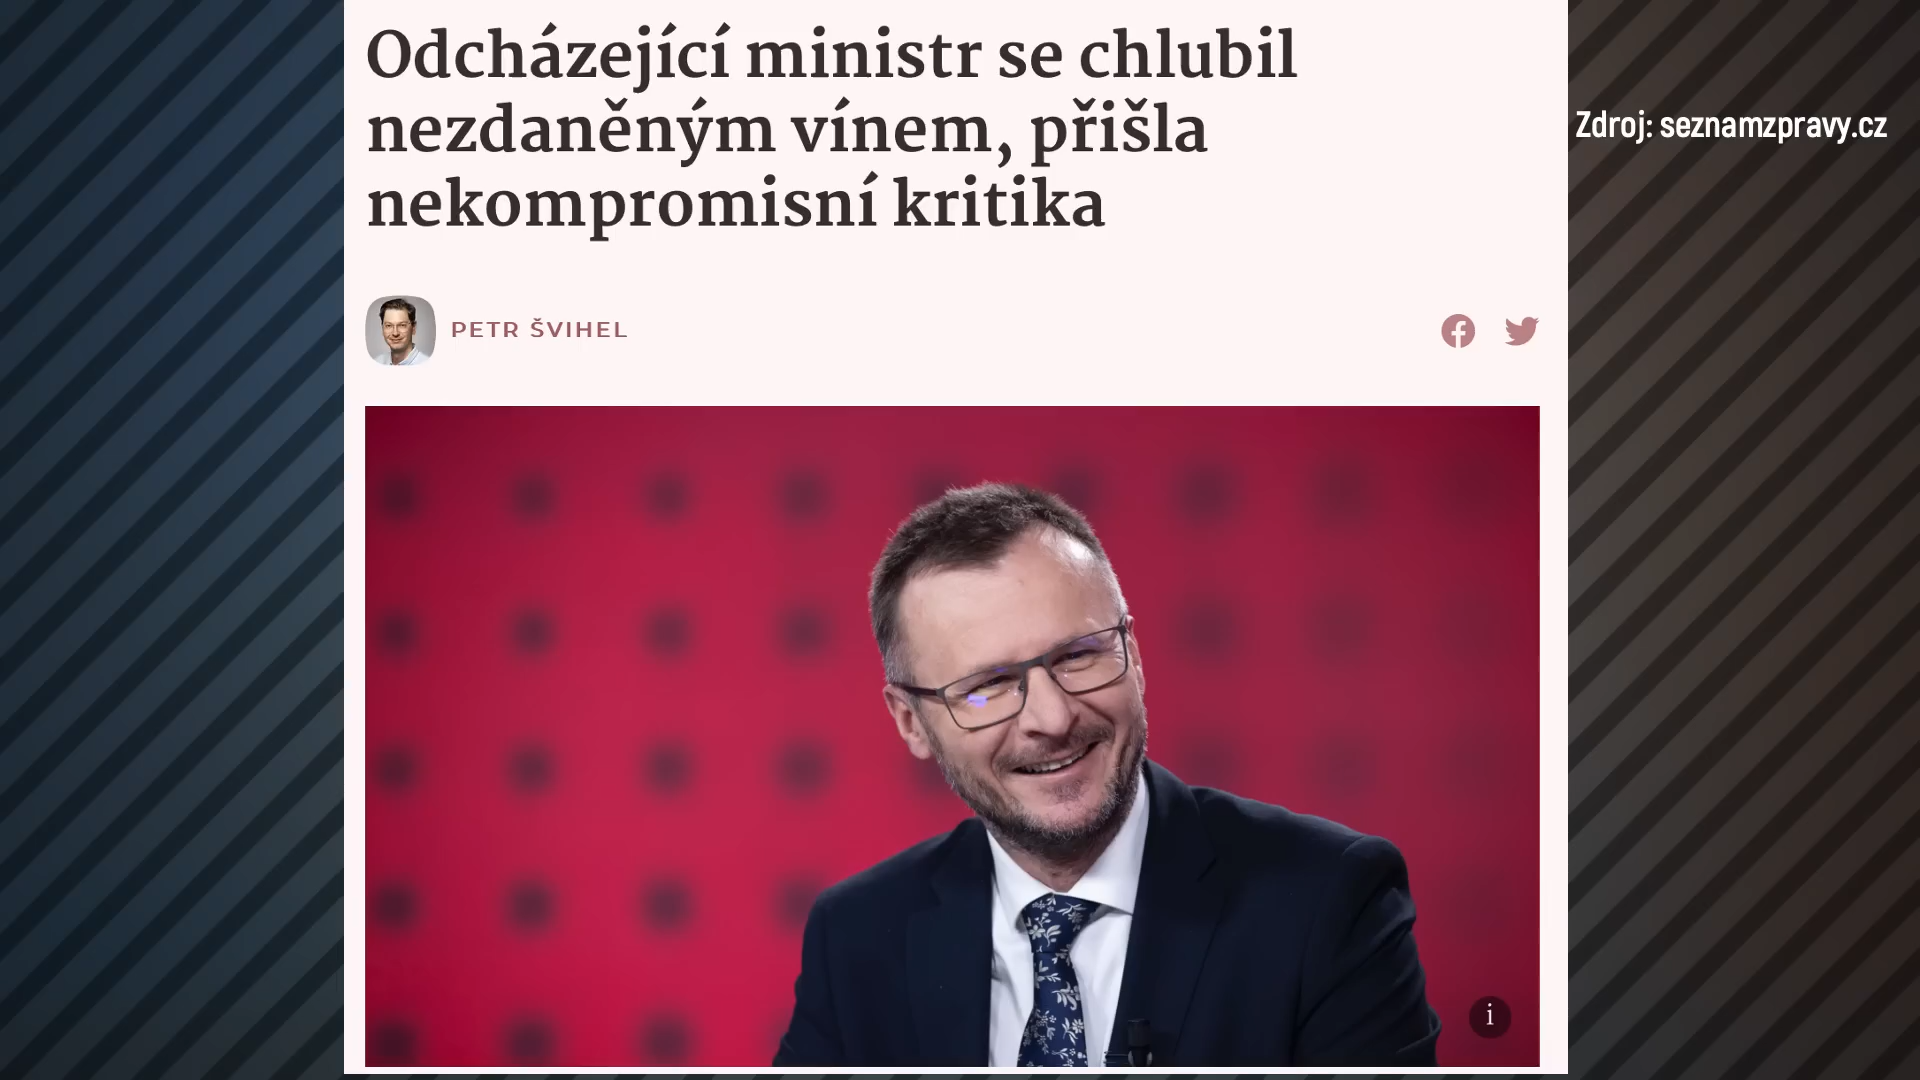 Odcházející ministr se chlubil
nezdaněným vínem, přišla
nekompromisní kritika
Zdroj: seznamzpravy.cz
PETR ŠVIHEL
i